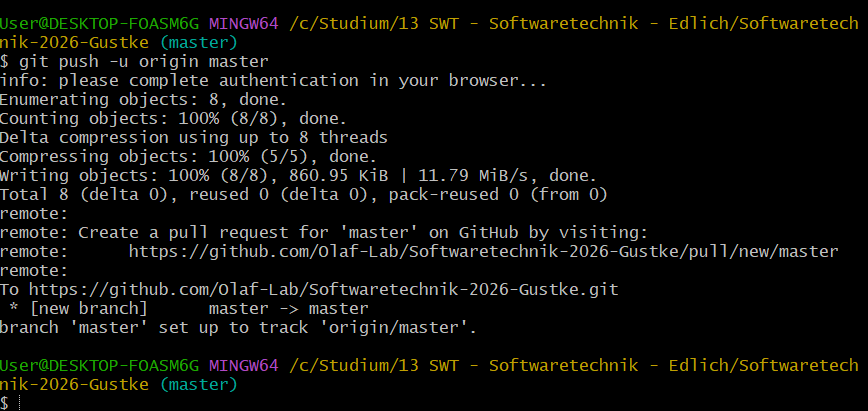 User@DESKTOP-FOASM6G MINGW64 /c/Studium/13 SWT - Softwaretechnik - Edlich/Softwaretech
nik-2026-Gustke (master)
$ git push -u origin master
info: please complete authentication in your browser...
Enumerating objects: 8, done.
Counting objects: 100% (8/8), done.
Delta compression using up to 8 threads
Compressing objects: 100% (5/5), done.
Writing objects: 100% (8/8), 860.95 KiB | 11.79 MiB/s, done.
Total 8 (delta 0), reused 0 (delta 0), pack-reused 0 (from 0)
remote:
remote: Create a pull request for 'master' on GitHub by visiting:
remote:      https://github.com/Olaf-Lab/Softwaretechnik-2026-Gustke/pull/new/master
remote:
To https://github.com/Olaf-Lab/Softwaretechnik-2026-Gustke.git
 * [new branch]      master -> master
branch 'master' set up to track 'origin/master'.
User@DESKTOP-FOASM6G MINGW64 /c/Studium/13 SWT - Softwaretechnik - Edlich/Softwaretech
nik-2026-Gustke (master)
$